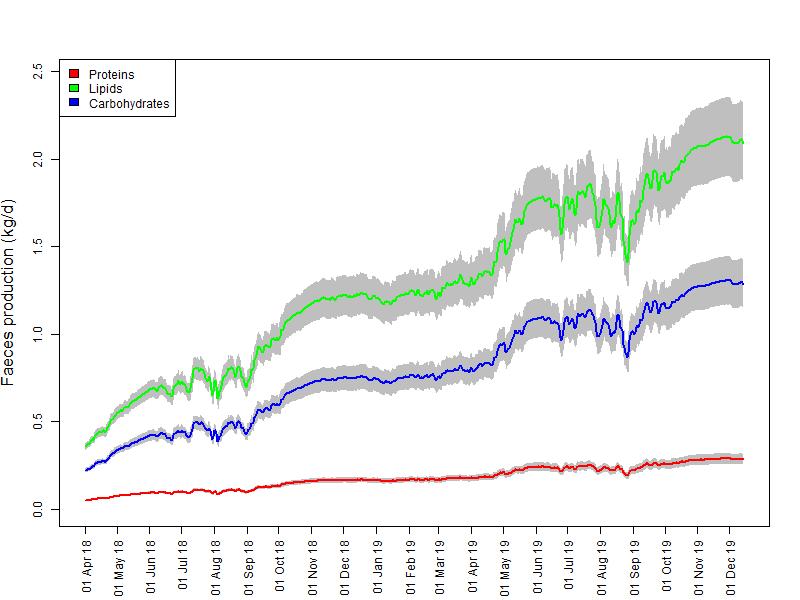 Proteins
Lipids
Carbohydrates
Faeces production (kg/d)
2.5
2.0
1.5
1.0
0.5
0.0
01 Apr 18
01 May 18
01 Jun 18
01 Jul 18
01 Aug 18
01 Sep 18
01 Oct 18
01 Nov 18
01 Dec 18
01 Jan 19
01 Feb 19
01 Mar 19
01 Apr 19
01 May 19
01 Jun 19
01 Jul 19
01 Aug 19
01 Sep 19
01 Oct 19
01 Nov 19
01 Dec 19